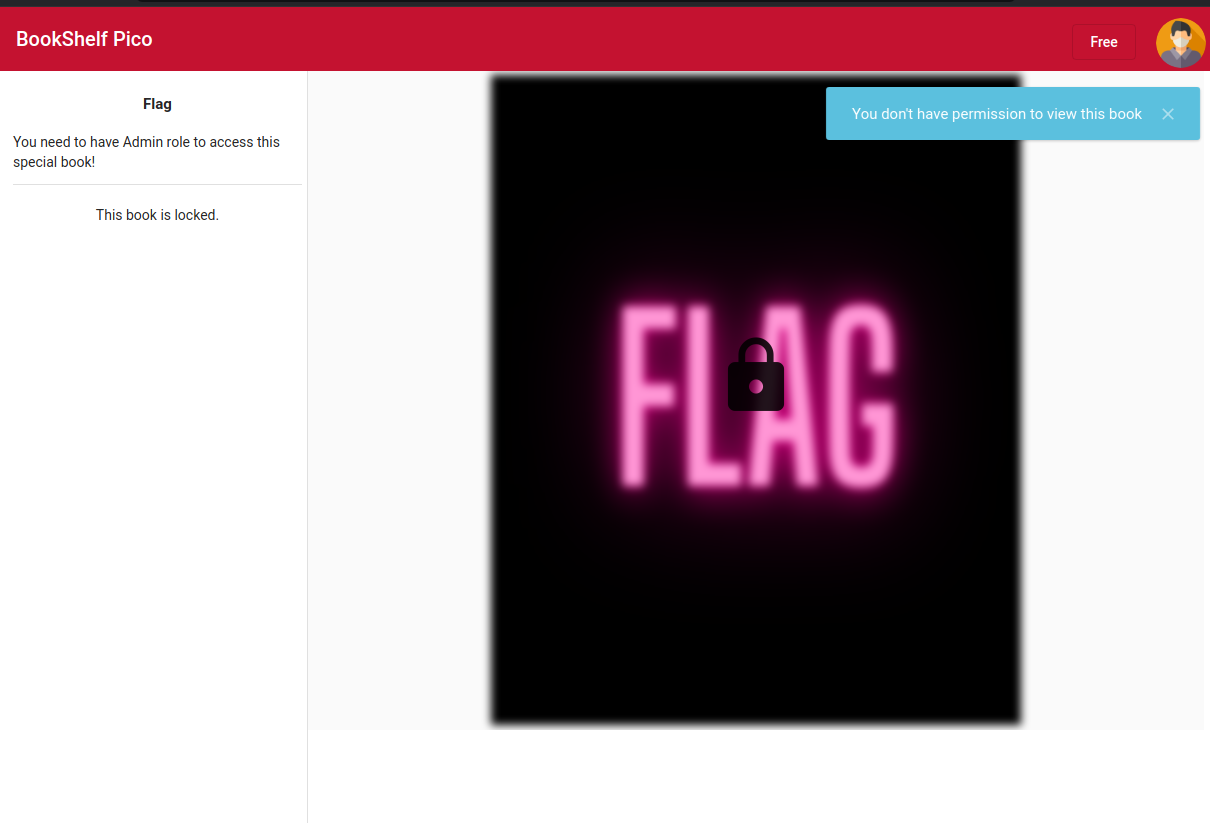 BookShelf Pico
Free
Flag
You need to have Admin role to access this
special book!
This book is locked.
You don't have permission to view this book
FLAG